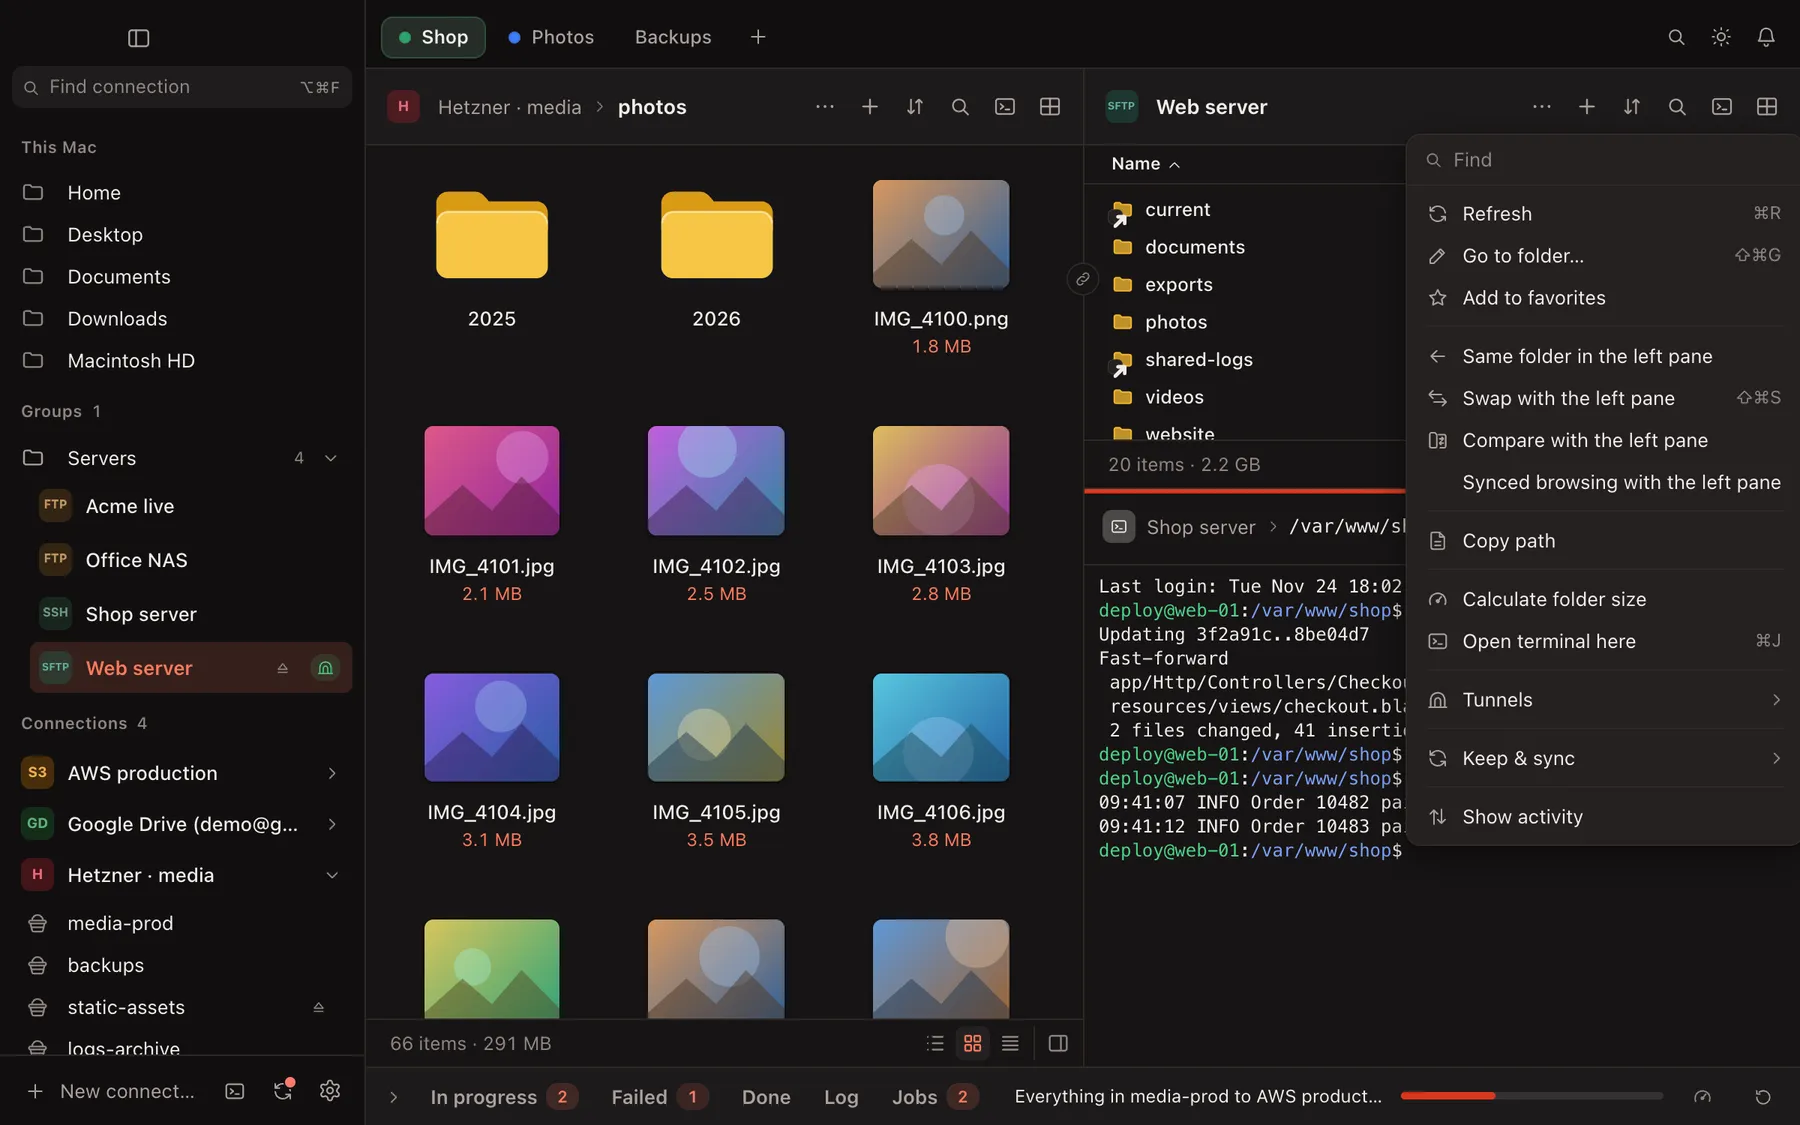 Find connection ⌥⌘F
This Mac
Home
Desktop
Documents
Downloads
Macintosh HD
Groups 1
Servers 4
FTP Acme live
FTP Office NAS
SSH Shop server
SFTP Web server
Connections 4
S3 AWS production
GD Google Drive (demo@g...
H Hetzner · media
media-prod
backups
static-assets
logs-archive
New connect...
Shop
Photos
Backups
H Hetzner · media › photos
2025
2026
IMG_4100.png
1.8 MB
IMG_4101.jpg
2.1 MB
IMG_4102.jpg
2.5 MB
IMG_4103.jpg
2.8 MB
IMG_4104.jpg
3.1 MB
IMG_4105.jpg
3.5 MB
IMG_4106.jpg
3.8 MB
66 items · 291 MB
SFTP Web server
Name
current
documents
exports
photos
shared-logs
videos
website
20 items · 2.2 GB
Shop server › /var/www/sh
Last login: Tue Nov 24 18:02
deploy@web-01:/var/www/shop$
Updating 3f2a91c..8be04d7
Fast-forward
app/Http/Controllers/Checkou
resources/views/checkout.bla
2 files changed, 41 inserti
deploy@web-01:/var/www/shop$
deploy@web-01:/var/www/shop$
09:41:07 INFO Order 10482 pa
09:41:12 INFO Order 10483 pa
deploy@web-01:/var/www/shop$
Find
Refresh ⌘R
Go to folder... ⇧⌘G
Add to favorites
Same folder in the left pane
Swap with the left pane ⇧⌘S
Compare with the left pane
Synced browsing with the left pane
Copy path
Calculate folder size
Open terminal here ⌘J
Tunnels
Keep & sync
Show activity
In progress 2
Failed 1
Done
Log
Jobs 2
Everything in media-prod to AWS product...